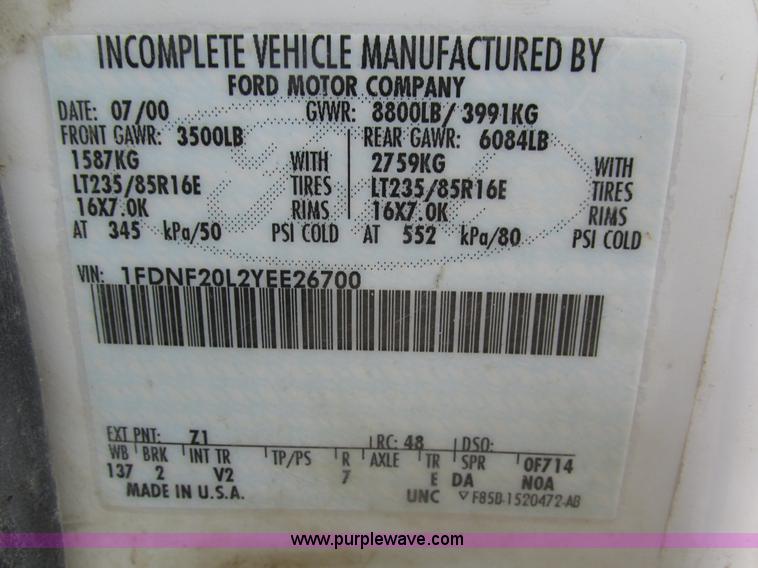 INCOMPLETE VEHICLE MANUFACTURED BY
FORD MOTOR COMPANY
DATE: 07/00 GVWR: 8800LB/ 3991KG
FRONT GAWR: 3500LB REAR GAWR: 6084LB
1587KG WITH 2759KG WITH
LT235/85R16E TIRES LT235/85R16E TIRES
16X7.0K RIMS 16X7.0K RIMS
AT 345 kPa/50 PSI COLD AT 552 kPa/80 PSI COLD
VIN: 1FDNF20L2YEE26700
EXT PNT: Z1 RC: 48 DSO:
WB BRK INT TR TP/PS R AXLE TR SPR 0F714
137 2 V2 7 E DA N0A
MADE IN U.S.A. UNC ▽ F85B-1520472-AB
www.purplewave.com